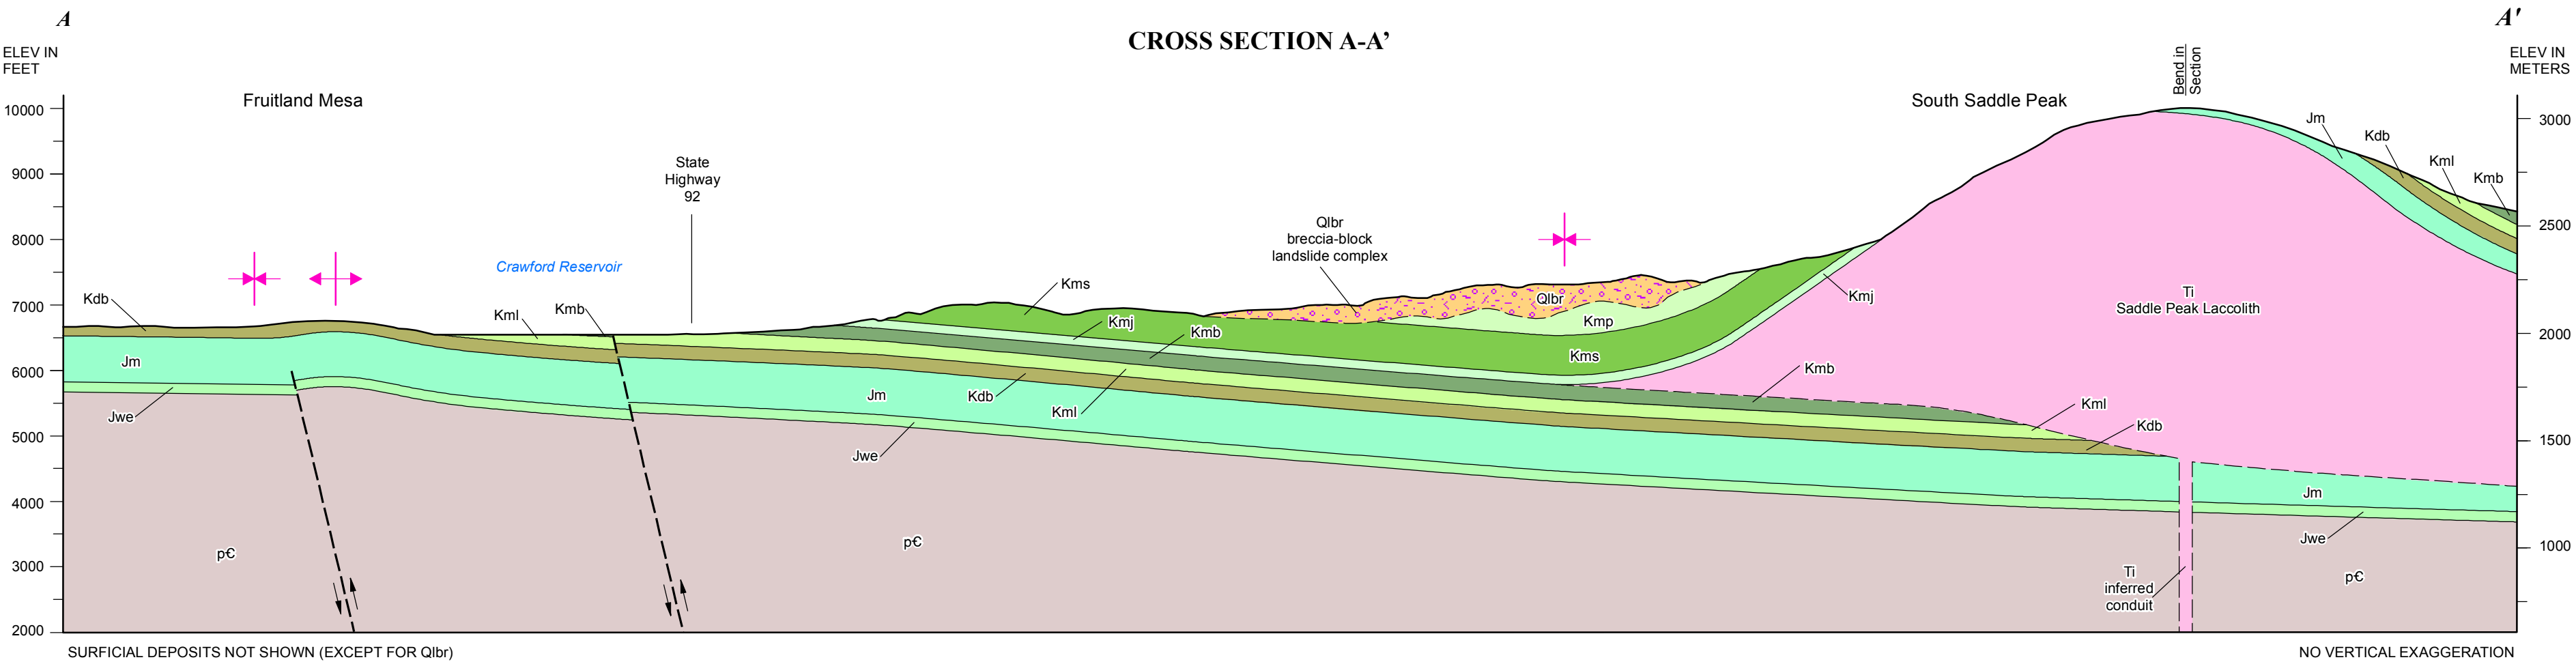 A
A'
CROSS SECTION A-A’
ELEV IN
FEET
ELEV IN
METERS
Bend in
Section
Fruitland Mesa
South Saddle Peak
10000
9000
8000
7000
6000
5000
4000
3000
2000
3000
2500
2000
1500
1000
State
Highway
92
Crawford Reservoir
Qlbr
breccia-block
landslide complex
Jm
Kdb
Kml
Kmb
Kdb
Kml
Kmb
Kms
Qlbr
Kmj
Ti
Saddle Peak Laccolith
Kmj
Kmp
Kmb
Kms
Jm
Kmb
Jm
Kdb
Kml
Kml
Jwe
Kdb
Jwe
Jm
p€
p€
Jwe
Ti
inferred
conduit
p€
SURFICIAL DEPOSITS NOT SHOWN (EXCEPT FOR Qlbr)
NO VERTICAL EXAGGERATION